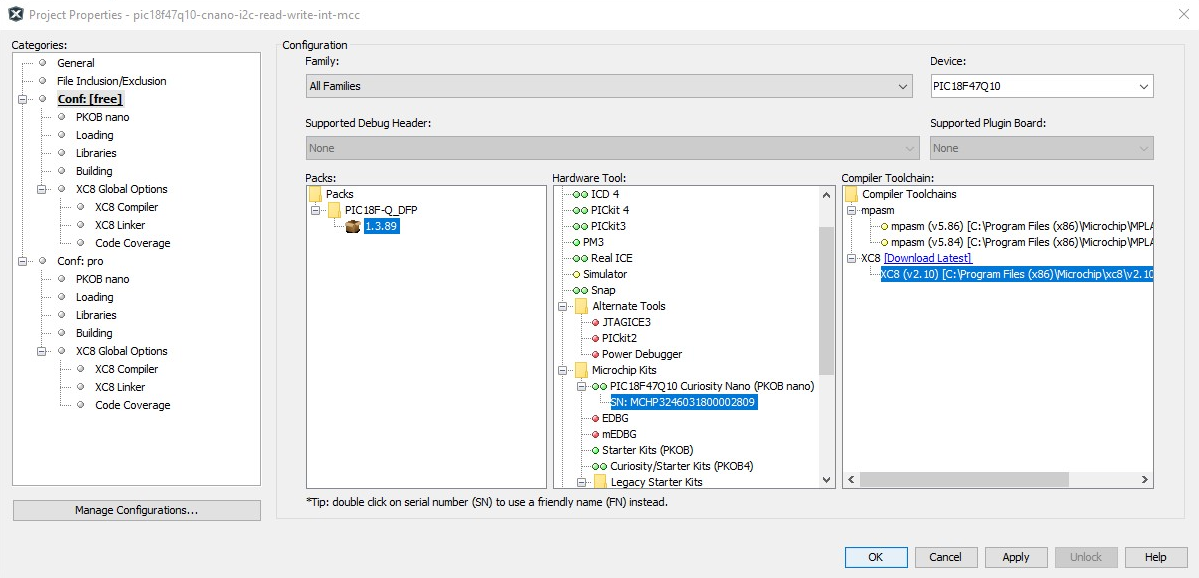 Project Properties - pic18f47q10-cnano-i2c-read-write-int-mcc
Categories:
General
File Inclusion/Exclusion
Conf: [free]
PKOB nano
Loading
Libraries
Building
XC8 Global Options
XC8 Compiler
XC8 Linker
Code Coverage
Conf: pro
PKOB nano
Loading
Libraries
Building
XC8 Global Options
XC8 Compiler
XC8 Linker
Code Coverage
Manage Configurations...
Configuration
Family:
All Families
Device:
PIC18F47Q10
Supported Debug Header:
None
Supported Plugin Board:
None
Packs:
Packs
PIC18F-Q_DFP
1.3.89
Hardware Tool:
ICD 4
PICkit 4
PICkit3
PM3
Real ICE
Simulator
Snap
Alternate Tools
JTAGICE3
PICkit2
Power Debugger
Microchip Kits
PIC18F47Q10 Curiosity Nano (PKOB nano)
SN: MCHP3246031800002809
EDBG
mEDBG
Starter Kits (PKOB)
Curiosity/Starter Kits (PKOB4)
Legacy Starter Kits
Compiler Toolchain:
Compiler Toolchains
mpasm
mpasm (v5.86) [C:\Program Files (x86)\Microchip\MPLA
mpasm (v5.84) [C:\Program Files (x86)\Microchip\MPLA
XC8 [Download Latest]
XC8 (v2.10) [C:\Program Files (x86)\Microchip\xc8\v2.10
*Tip: double click on serial number (SN) to use a friendly name (FN) instead.
OK
Cancel
Apply
Unlock
Help